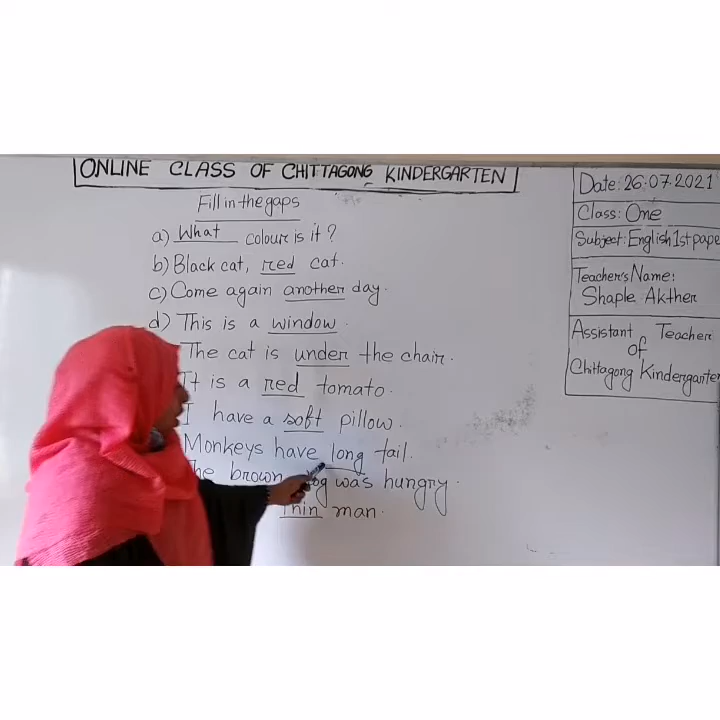 ONLINE CLASS OF CHITTAGONG KINDERGARTEN
Fill in the gaps
a) What colour is it?
b) Black cat, red cat.
c) Come again another day.
d) This is a window.
The cat is under the chair.
It is a red tomato.
I have a soft pillow.
Monkeys have long tail.
The brown was hungry.
Thin man.
Date: 26.07.2021
Class: One
Subject: English 1st pape
Teacher's Name:
Shaple Akther
Assistant Teacher
of
Chittagong Kindergarten